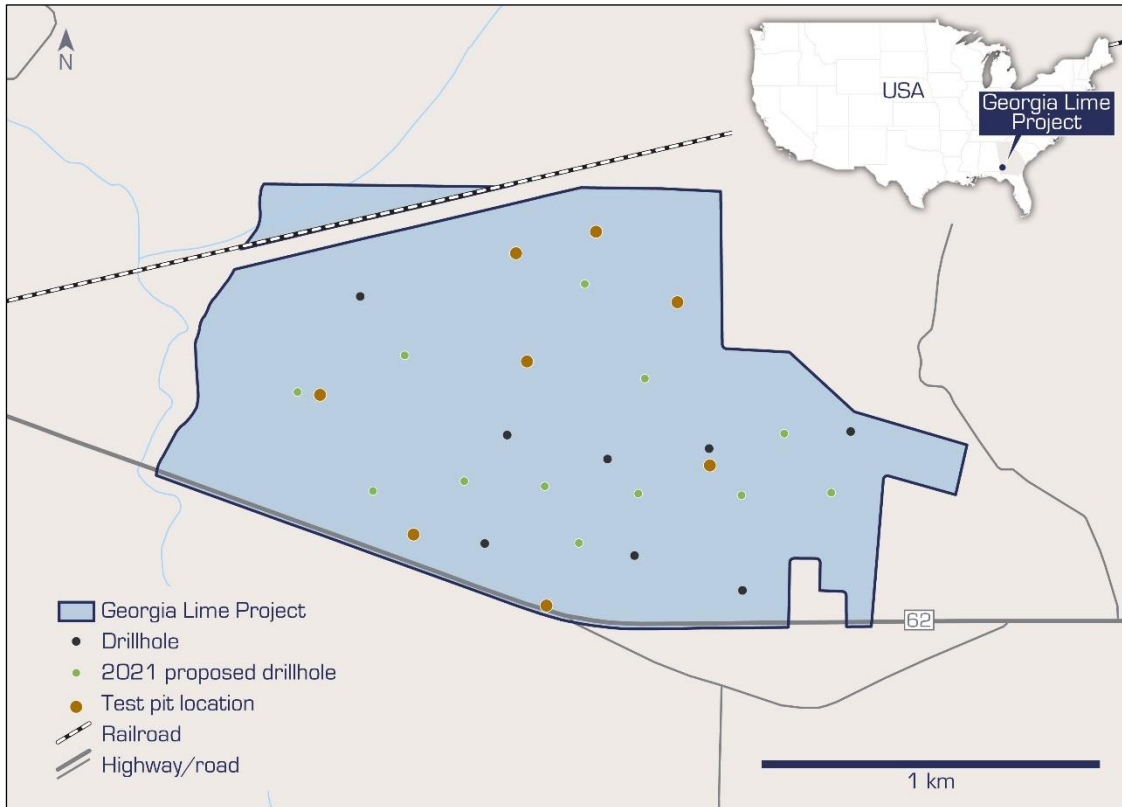 N
USA
Georgia Lime
Project
62
Georgia Lime Project
Drillhole
2021 proposed drillhole
Test pit location
Railroad
Highway/road
1 km